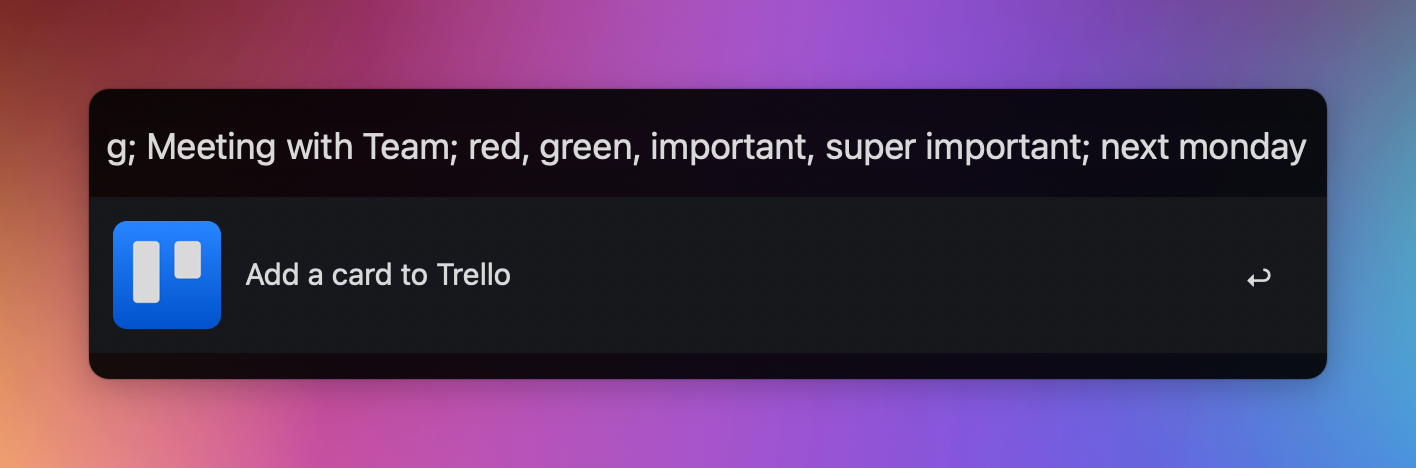 g; Meeting with Team; red, green, important, super important; next monday
Add a card to Trello